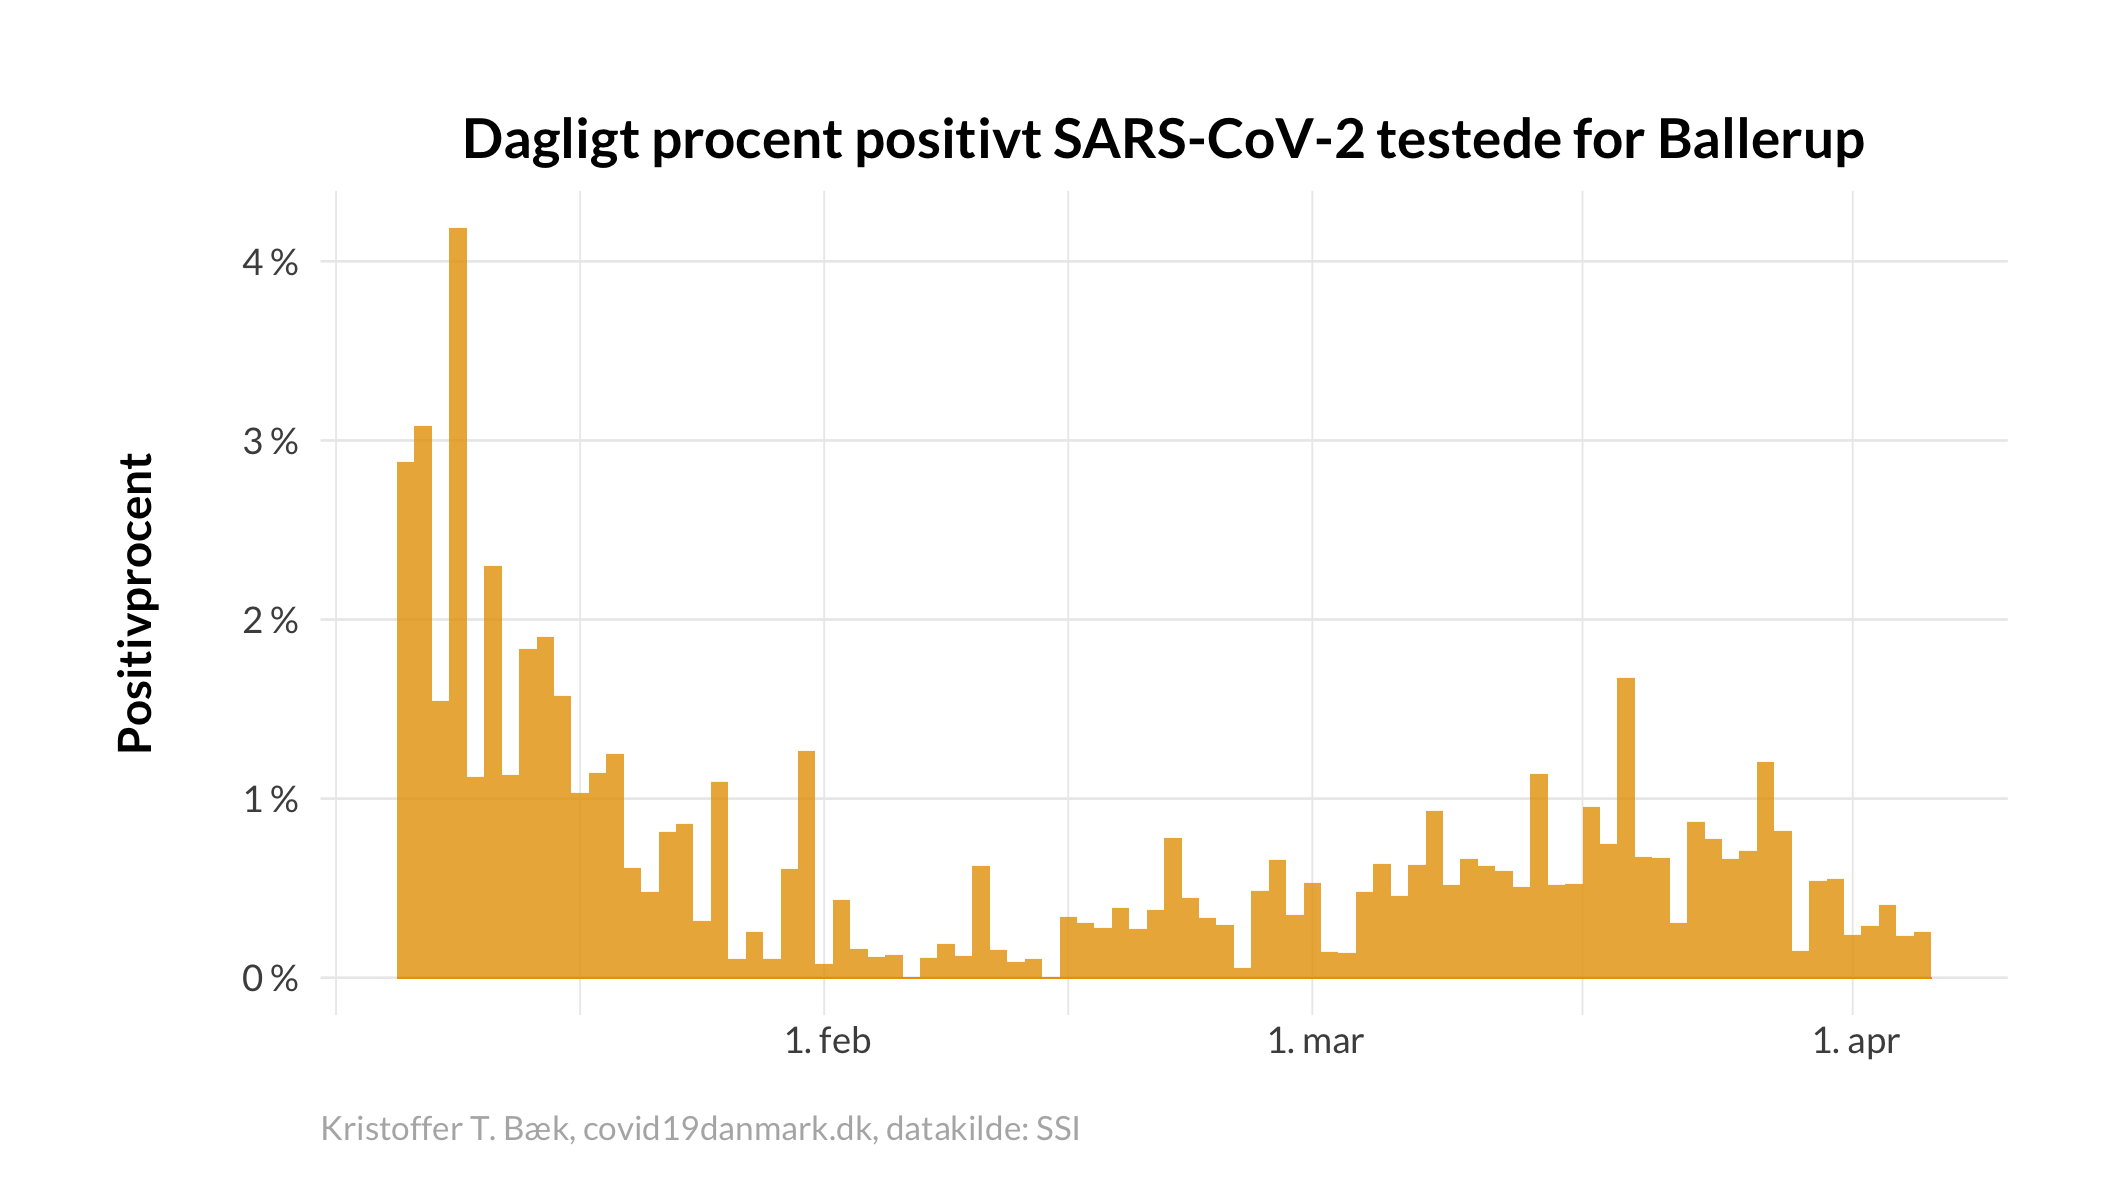 Dagligt procent positivt SARS-CoV-2 testede for Ballerup
Positivprocent
4 %
3 %
2 %
1 %
0 %
1. feb
1. mar
1. apr
Kristoffer T. Bæk, covid19danmark.dk, datakilde: SSI